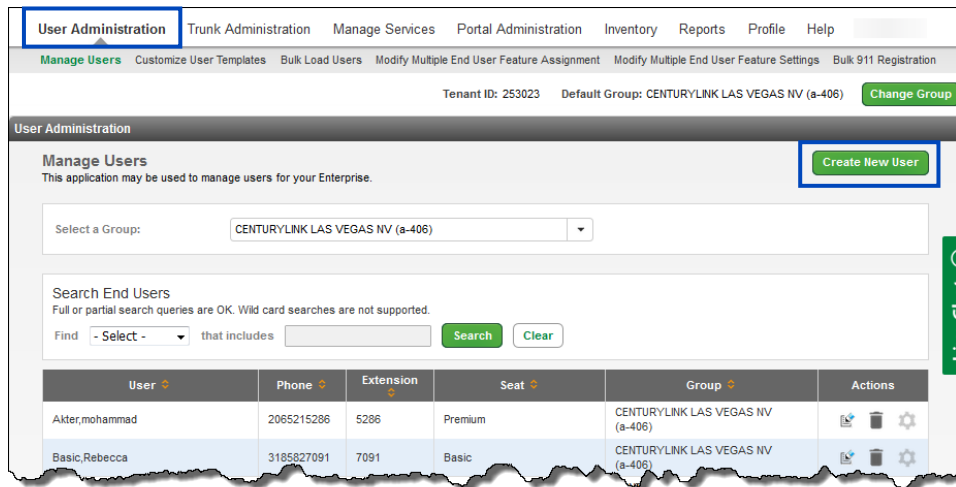 User Administration Trunk Administration Manage Services Portal Administration Inventory Reports Profile Help
Manage Users Customize User Templates Bulk Load Users Modify Multiple End User Feature Assignment Modify Multiple End User Feature Settings Bulk 911 Registration
Tenant ID: 253023 Default Group: CENTURYLINK LAS VEGAS NV (a-406) Change Group
User Administration
Manage Users
Create New User
This application may be used to manage users for your Enterprise.
Select a Group: CENTURYLINK LAS VEGAS NV (a-406)
Search End Users
Full or partial search queries are OK. Wild card searches are not supported.
Find - Select - that includes Search Clear
User Phone Extension Seat Group Actions
Akter,mohammad 2065215286 5286 Premium CENTURYLINK LAS VEGAS NV
(a-406)
Basic,Rebecca 3185827091 7091 Basic CENTURYLINK LAS VEGAS NV
(a-406)